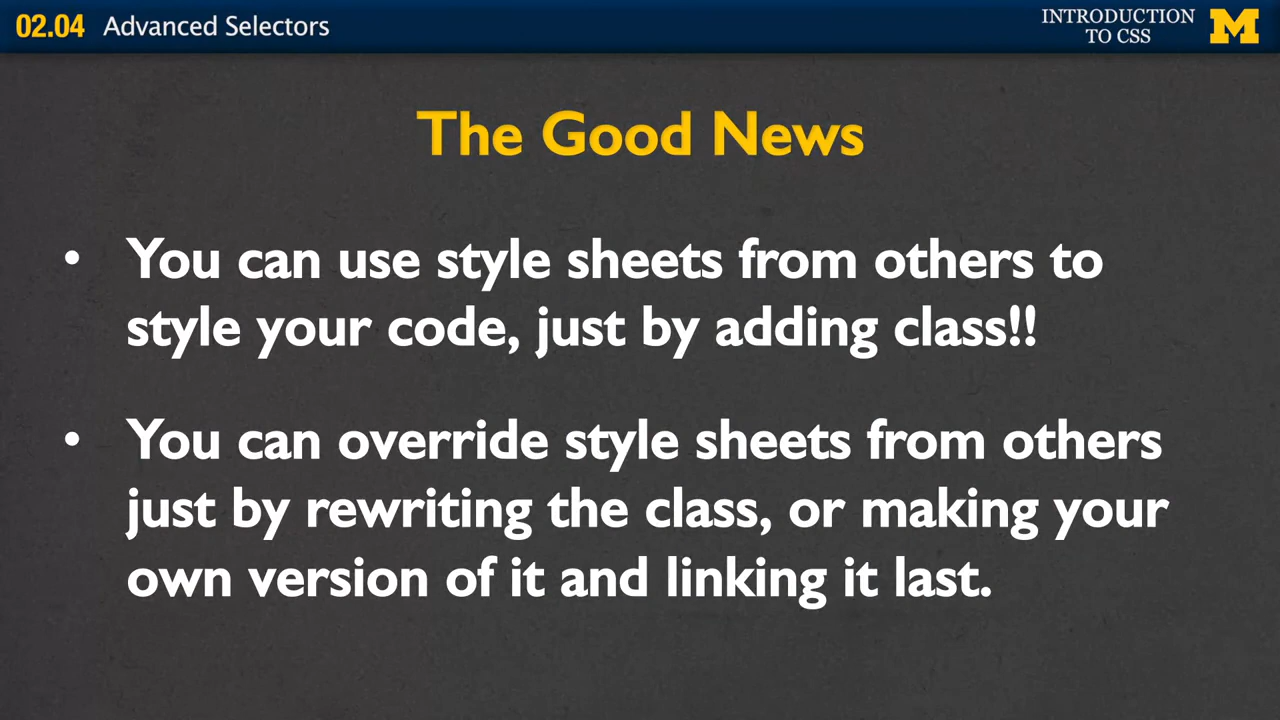 02.04 Advanced Selectors
INTRODUCTION
TO CSS
M
The Good News
• You can use style sheets from others to
style your code, just by adding class!!
• You can override style sheets from others
just by rewriting the class, or making your
own version of it and linking it last.